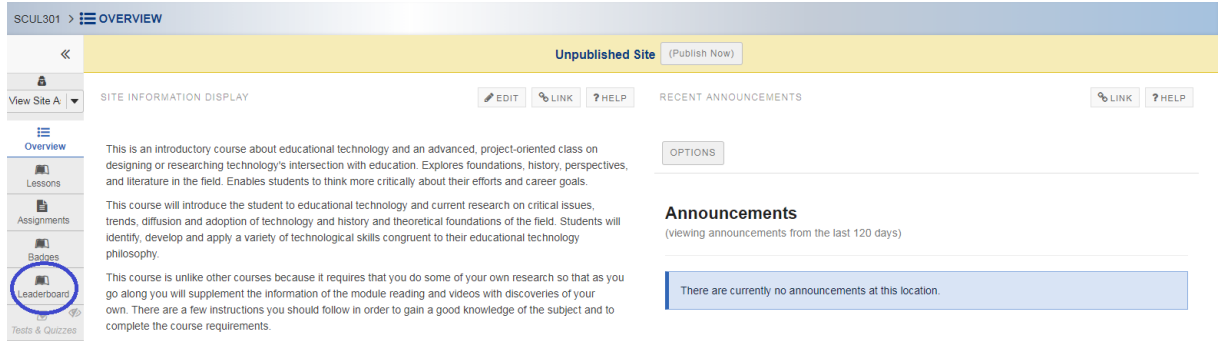 SCUL301 > OVERVIEW
Unpublished Site (Publish Now)
View Site A
Overview
Lessons
Assignments
Badges
Leaderboard
Tests & Quizzes
SITE INFORMATION DISPLAY
EDIT LINK ? HELP
This is an introductory course about educational technology and an advanced, project-oriented class on
designing or researching technology's intersection with education. Explores foundations, history, perspectives,
and literature in the field. Enables students to think more critically about their efforts and career goals.
This course will introduce the student to educational technology and current research on critical issues,
trends, diffusion and adoption of technology and history and theoretical foundations of the field. Students will
identify, develop and apply a variety of technological skills congruent to their educational technology
philosophy.
This course is unlike other courses because it requires that you do some of your own research so that as you
go along you will supplement the information of the module reading and videos with discoveries of your
own. There are a few instructions you should follow in order to gain a good knowledge of the subject and to
complete the course requirements.
RECENT ANNOUNCEMENTS
LINK ? HELP
OPTIONS
Announcements
(viewing announcements from the last 120 days)
There are currently no announcements at this location.